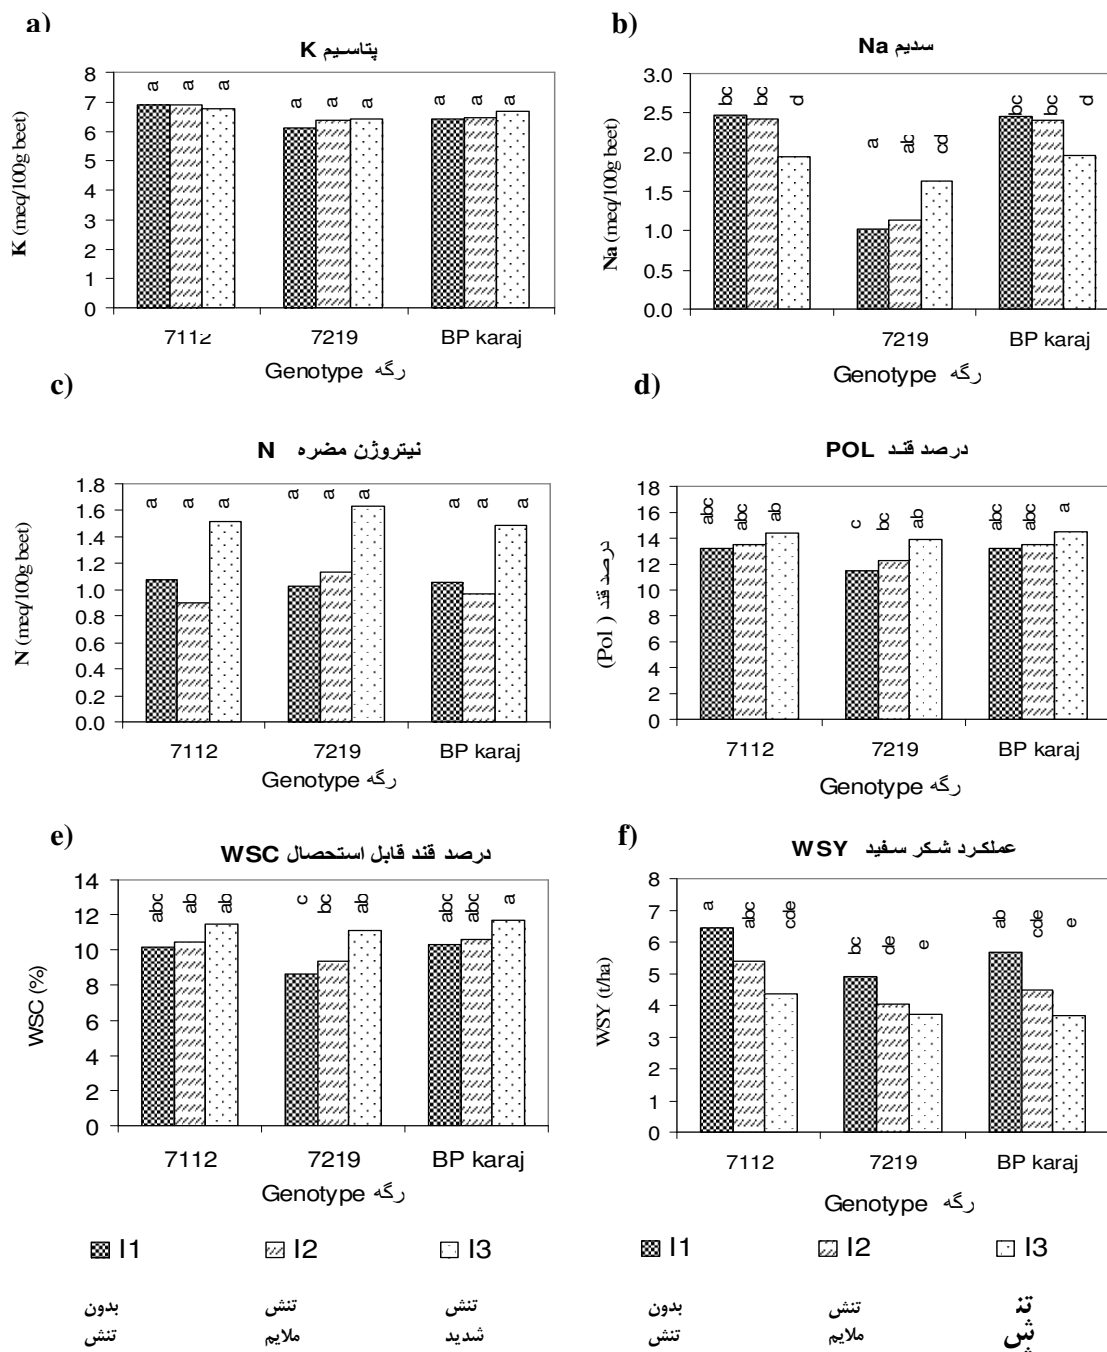 a)
پتاسیم K
K (meq/100g beet)
8
7
6
5
4
3
2
1
0
a a a a a a a a a
7112 7219 BP karaj
Genotype رگه
b)
سدیم Na
Na (meq/100g beet)
3.0
2.5
2.0
1.5
1.0
0.5
0.0
bc bc d a ab cd bc bc d
7219 BP karaj
Genotype رگه
c)
نیتروژن مضره N
N (meq/100g beet)
1.8
1.6
1.4
1.2
1.0
0.8
0.6
0.4
0.2
0.0
a a a a a a a a a
7112 7219 BP karaj
Genotype رگه
d)
درصد قند POL
درصد قند ( Pol)
18
16
14
12
10
8
6
4
2
0
abc abc ab c bc ab abc abc a
7112 7219 BP karaj
Genotype رگه
e)
درصد قند قابل استحصال WSC
WSC (%)
14
12
10
8
6
4
2
0
abc ab ab c bc ab abc abc a
7112 7219 BP karaj
Genotype رگه
f)
عملکرد شکر سفید WSY
WSY (t/ha)
8
7
6
5
4
3
2
1
0
a abc cde bc de e ab cde e
7112 7219 BP karaj
Genotype رگه
I1 I2 I3
بدون تنش
تنش ملایم
تنش شدید
I1 I2 I3
بدون تنش
تنش ملایم
تنش